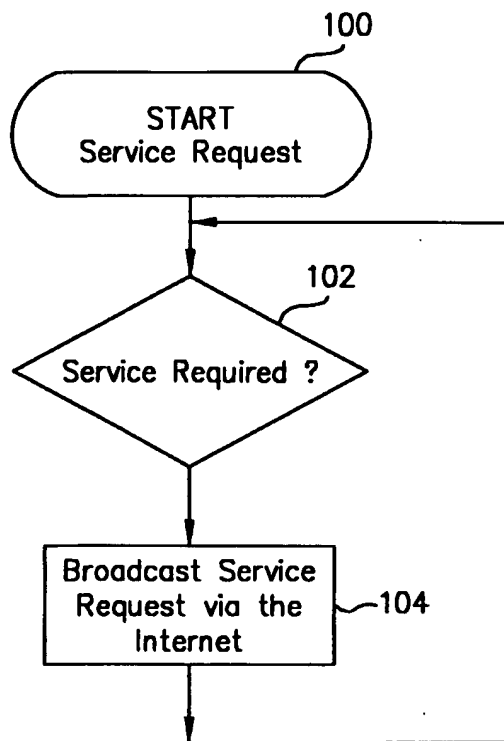 100
START
Service Request
102
Service Required ?
Broadcast Service
Request via the
Internet
104